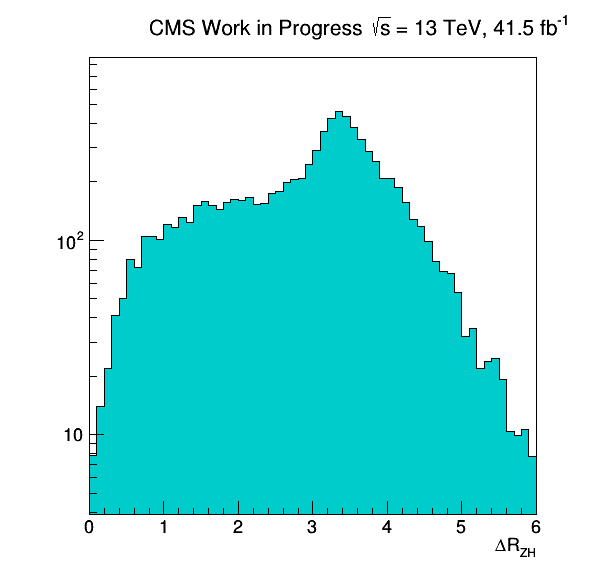 CMS Work in Progress √s = 13 TeV, 41.5 fb⁻¹
10²
10
0 1 2 3 4 5 6
ΔR_ZH